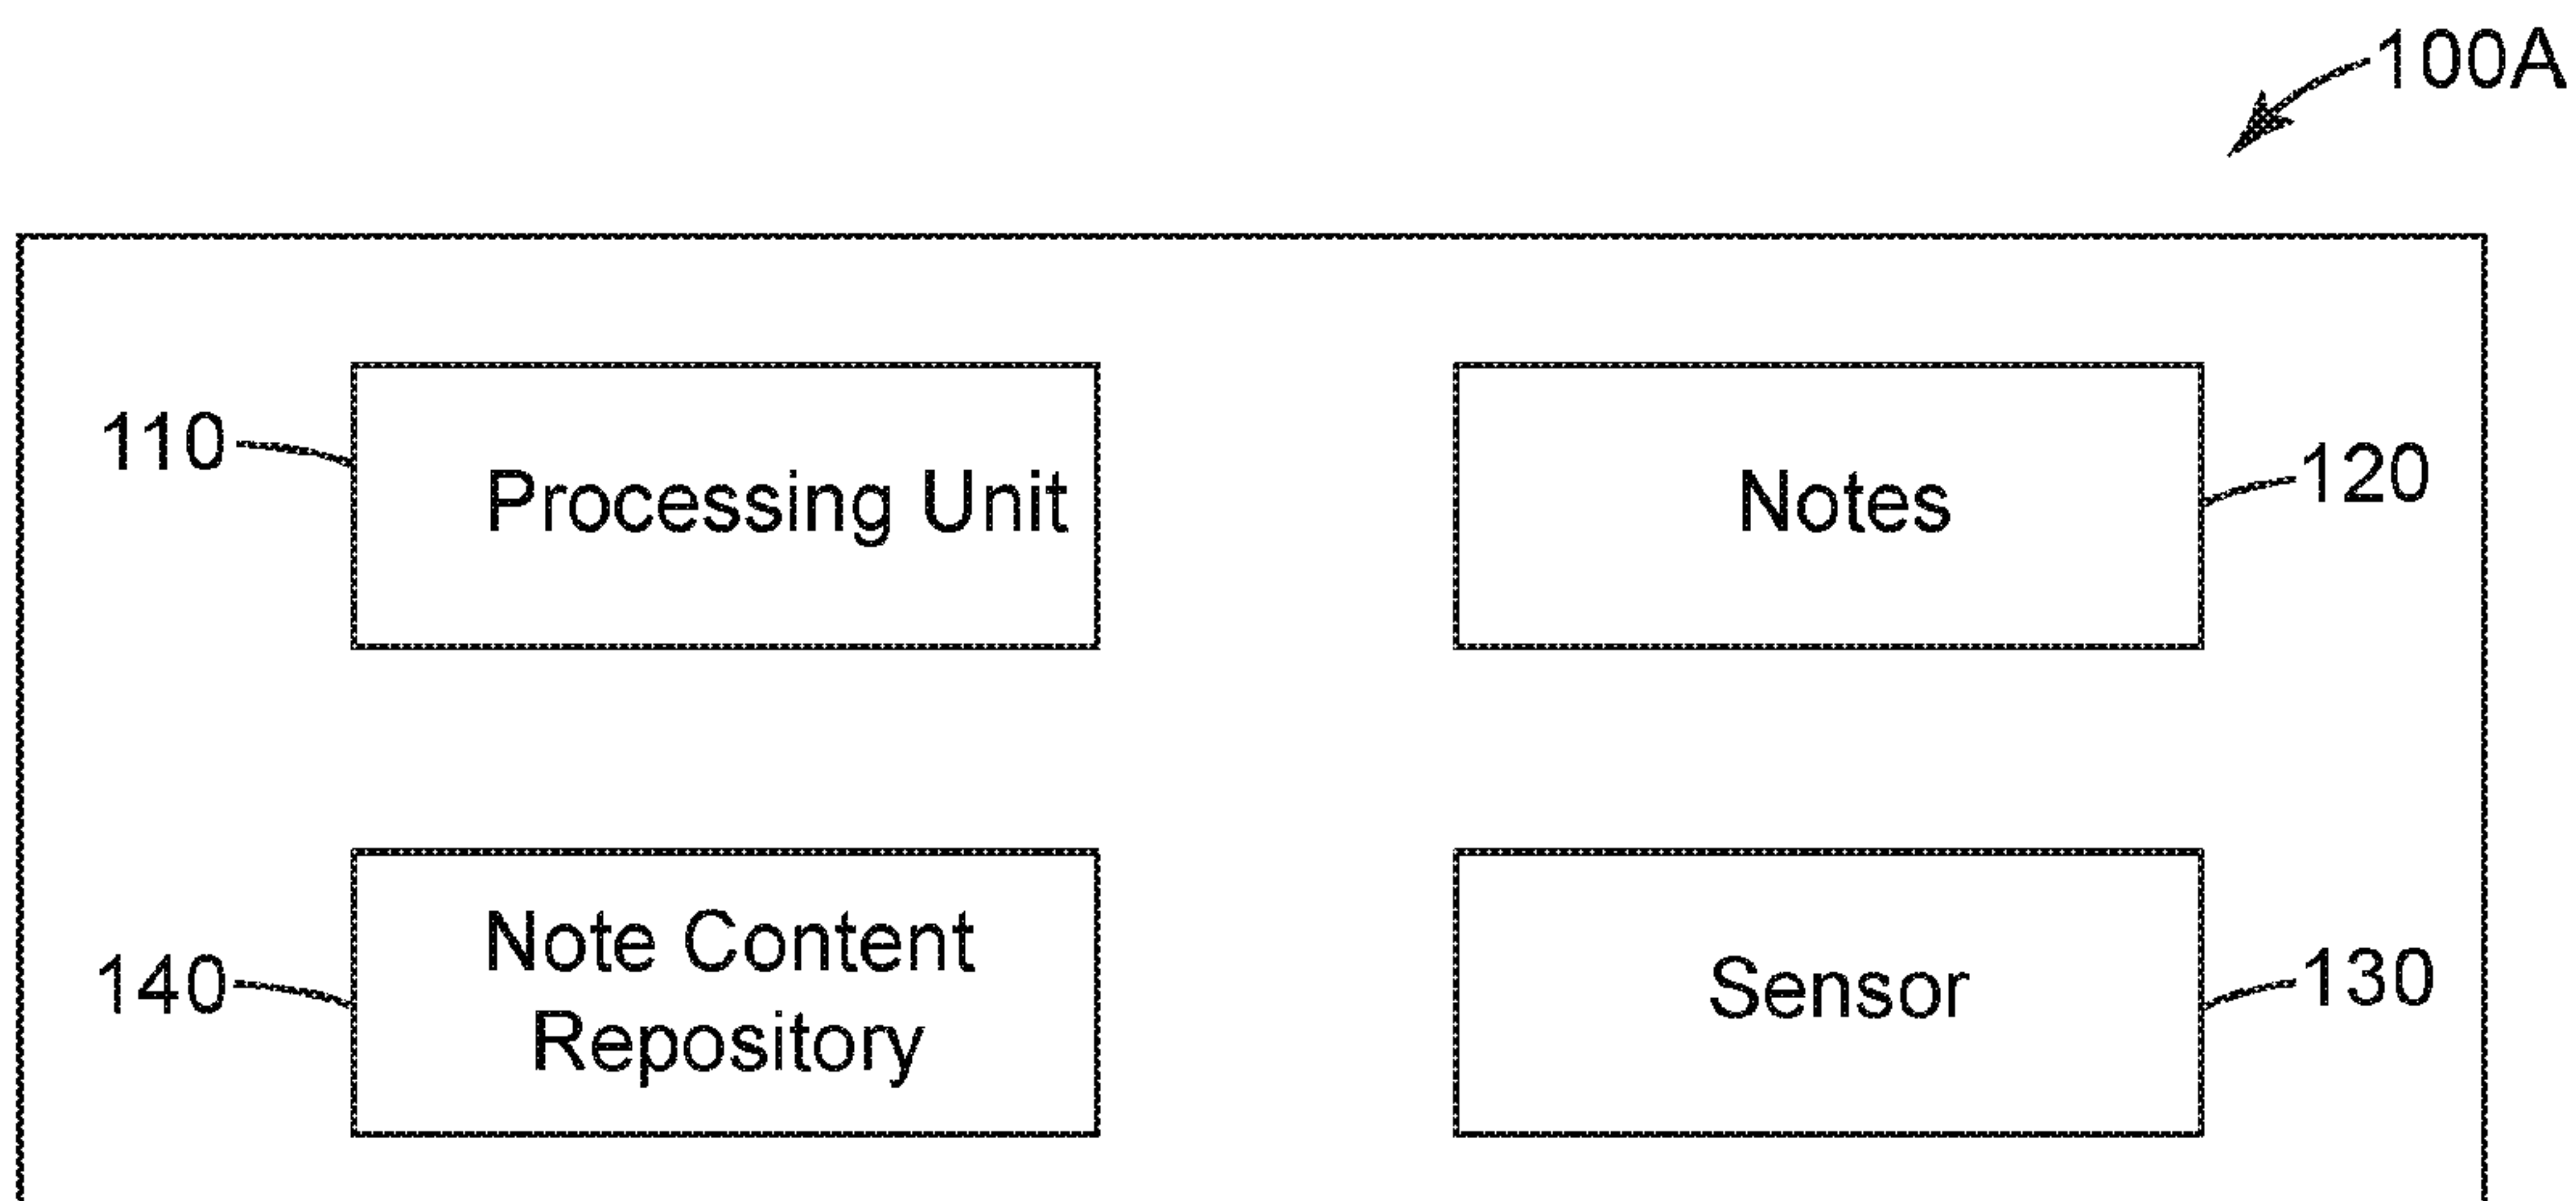 100A
110
Processing Unit
Notes
120
140
Note Content
Repository
Sensor
130